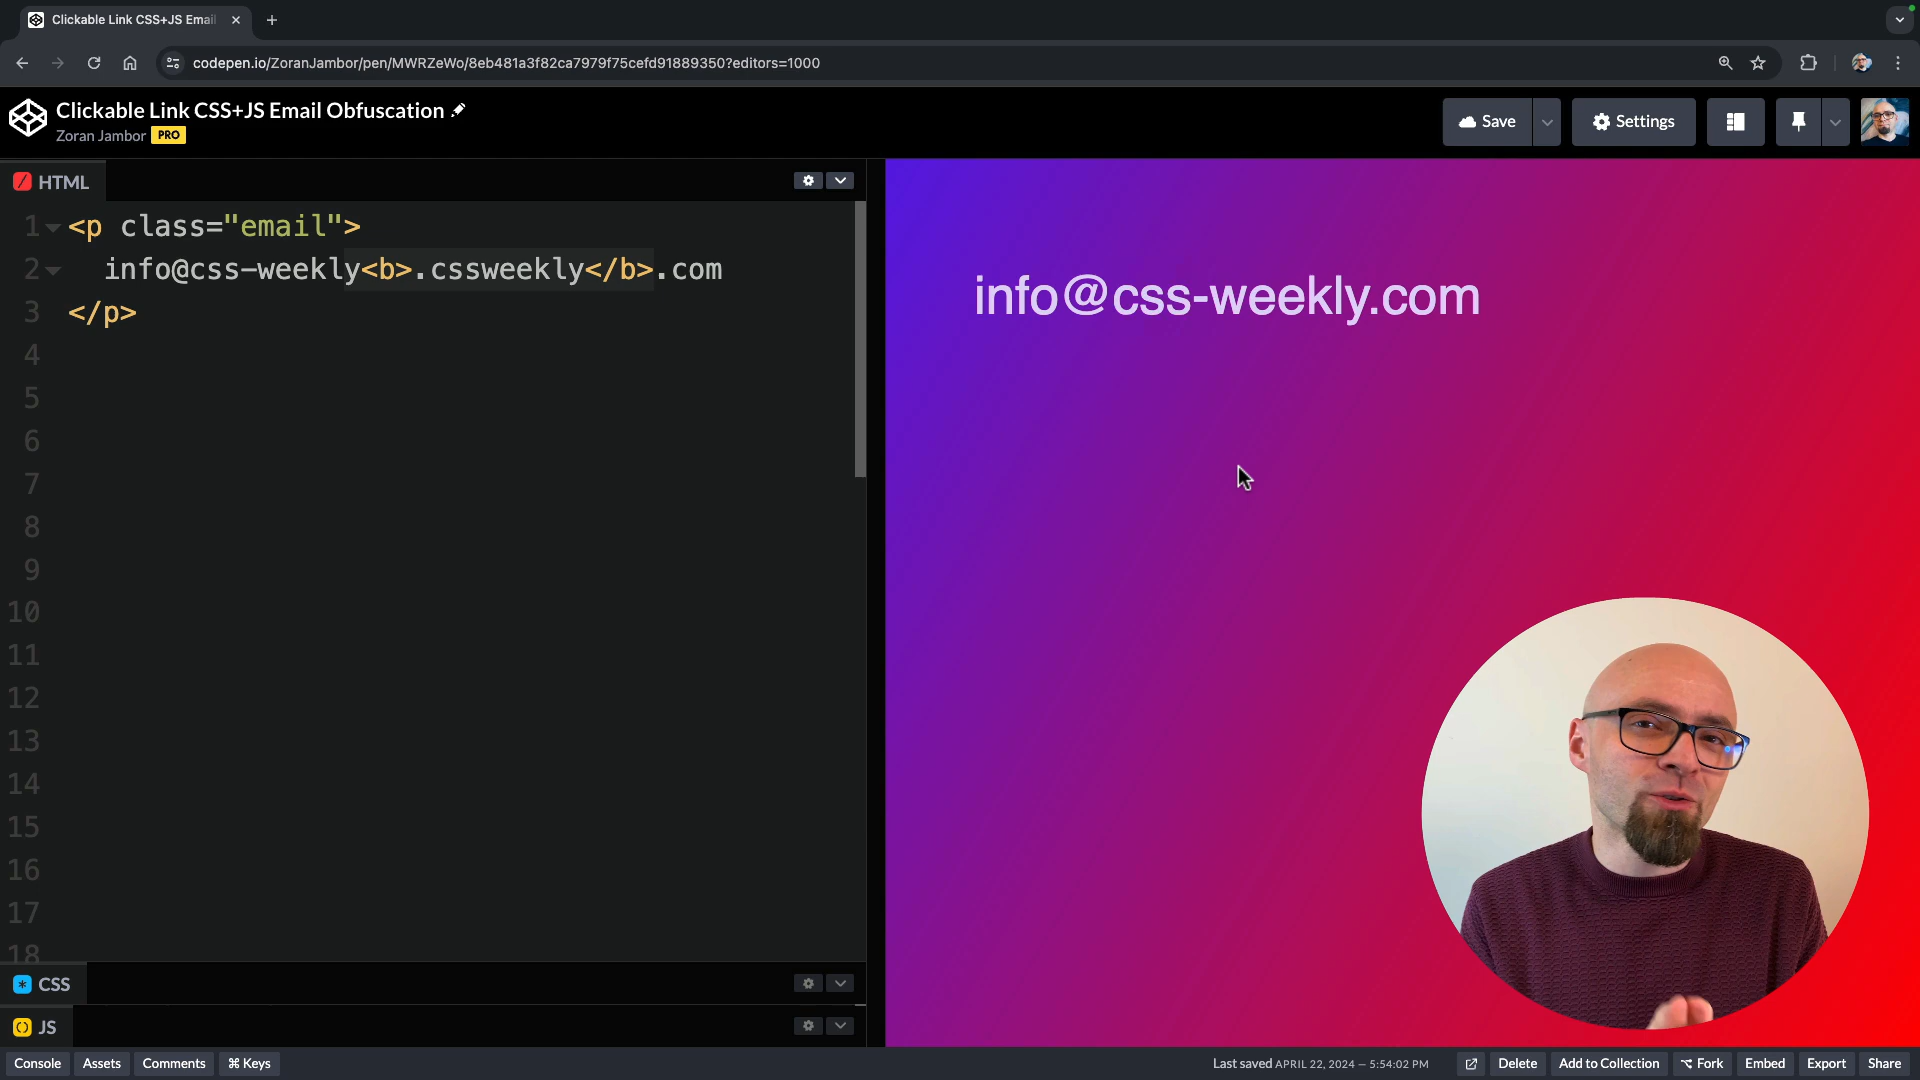 Clickable Link CSS+JS Email
codepen.io/ZoranJambor/pen/MWRZeWo/8eb481a3f82ca7979f75cefd91889350?editors=1000
Clickable Link CSS+JS Email Obfuscation
Zoran Jambor PRO
Save
Settings
HTML
1 <p class="email">
2 info@css-weekly<b>.cssweekly</b>.com
3 </p>
4
5
6
7
8
9
10
11
12
13
14
15
16
17
18
info@css-weekly.com
CSS
JS
Console Assets Comments ⌘ Keys
Last saved APRIL 22, 2024 — 5:54:02 PM
Delete Add to Collection Fork Embed Export Share